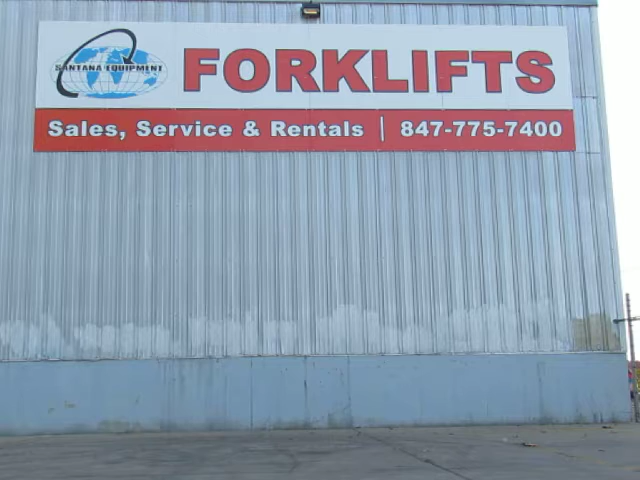 SANTANA EQUIPMENT
FORKLIFTS
Sales, Service & Rentals | 847-775-7400